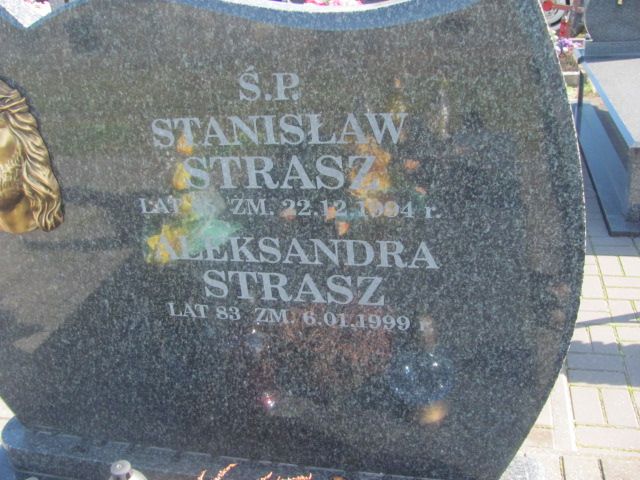 Ś.P.
STANISŁAW
STRASZ
LAT ZM. 22.12.1994 r.
ALEKSANDRA
STRASZ
LAT 83 ZM. 6.01.1999 r.